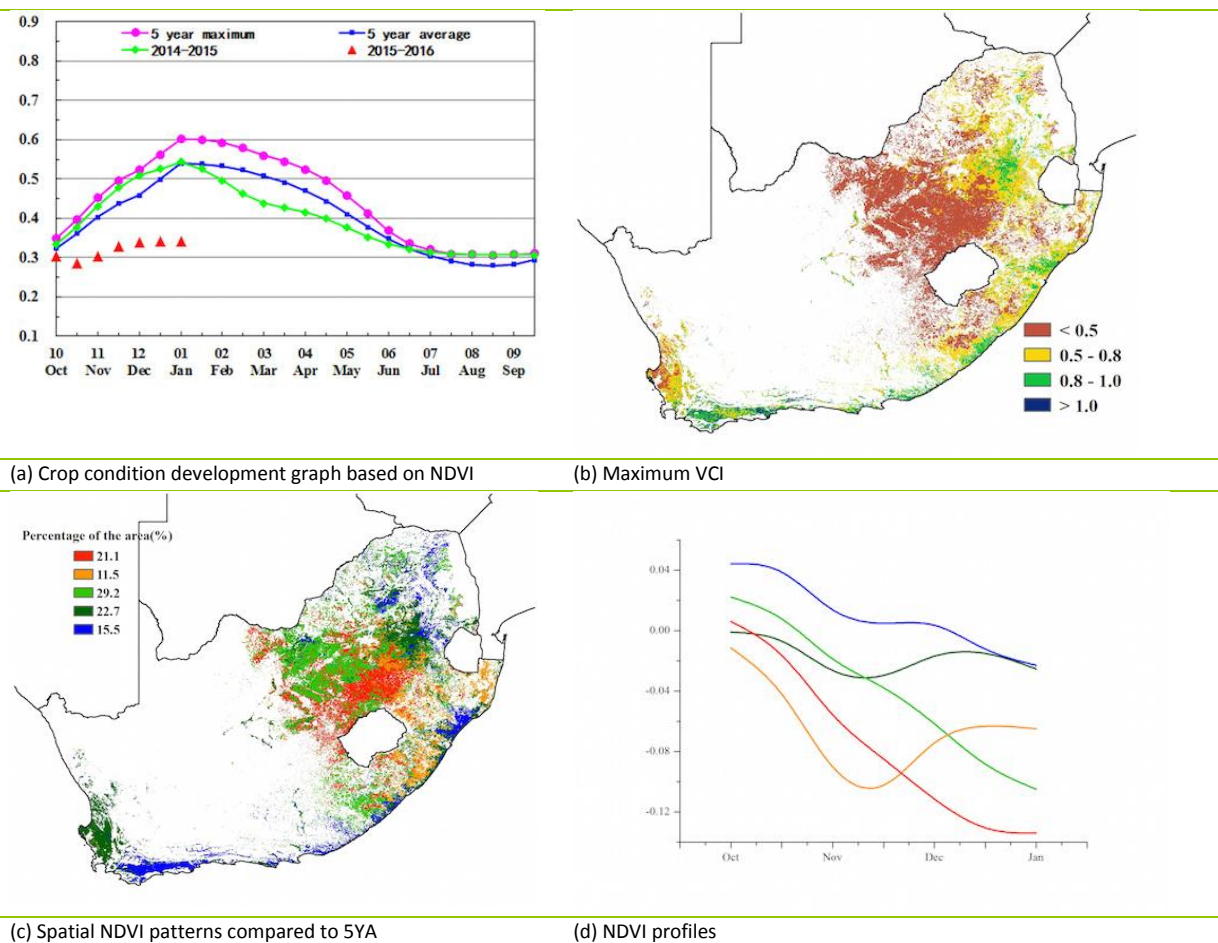 0.9
5 year maximum 5 year average
2014-2015 2015-2016
0.8
0.7
0.6
0.5
0.4
0.3
0.2
0.1
10 11 12 01 02 03 04 05 06 07 08 09
Oct Nov Dec Jan Feb Mar Apr May Jun Jul Aug Sep
< 0.5
0.5 - 0.8
0.8 - 1.0
> 1.0
(a) Crop condition development graph based on NDVI
(b) Maximum VCI
Percentage of the area(%)
21.1
11.5
29.2
22.7
15.5
0.04
0.00
-0.04
-0.08
-0.12
Oct Nov Dec Jan
(c) Spatial NDVI patterns compared to 5YA
(d) NDVI profiles